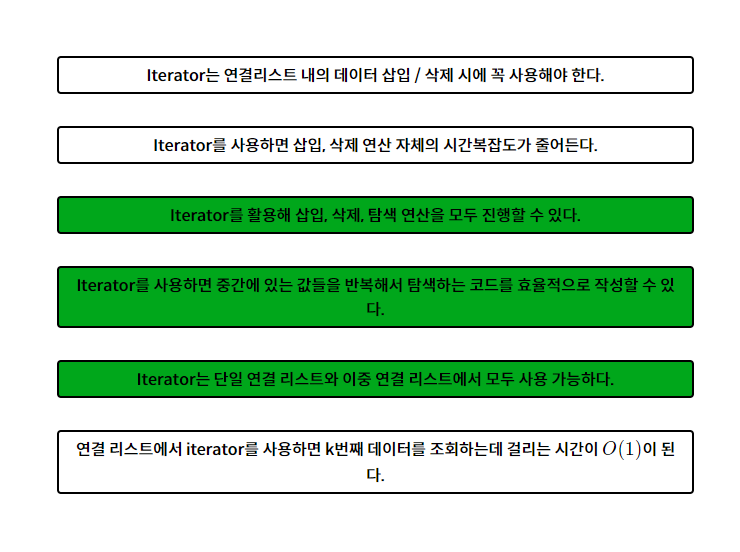 Iterator는 연결리스트 내의 데이터 삽입 / 삭제 시에 꼭 사용해야 한다.
Iterator를 사용하면 삽입, 삭제 연산 자체의 시간복잡도가 줄어든다.
Iterator를 활용해 삽입, 삭제, 탐색 연산을 모두 진행할 수 있다.
Iterator를 사용하면 중간에 있는 값들을 반복해서 탐색하는 코드를 효율적으로 작성할 수 있
다.
Iterator는 단일 연결 리스트와 이중 연결 리스트에서 모두 사용 가능하다.
연결 리스트에서 iterator를 사용하면 k번째 데이터를 조회하는데 걸리는 시간이 O(1)이 된
다.